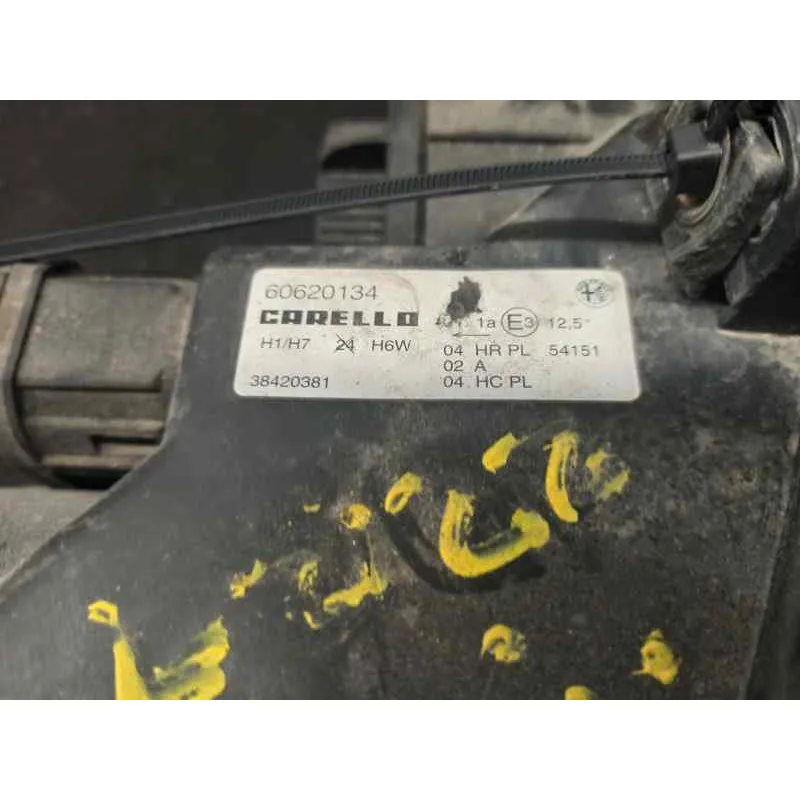 60620134
CARELLO 1a E3 12,5°
H1/H7 24 H6W 04 HR PL 54151
02 A
38420381 04 HC PL